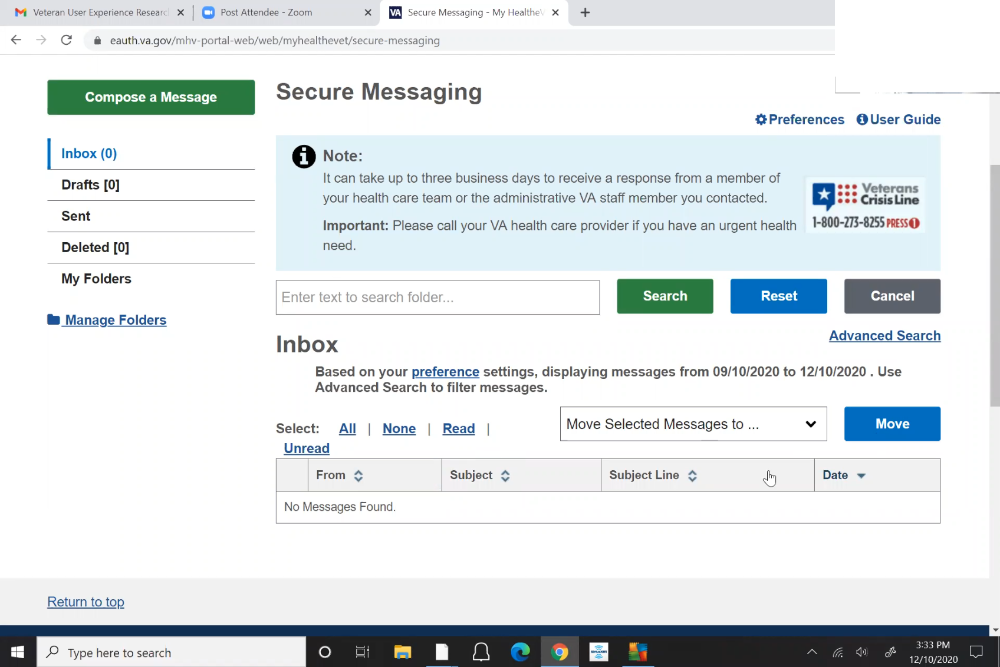 Veteran User Experience Research
Post Attendee - Zoom
VA Secure Messaging - My HealtheV
eauth.va.gov/mhv-portal-web/web/myhealthevet/secure-messaging
Compose a Message
Secure Messaging
Preferences
User Guide
Inbox (0)
Drafts [0]
Sent
Deleted [0]
My Folders
Manage Folders
Note:
It can take up to three business days to receive a response from a member of
your health care team or the administrative VA staff member you contacted.
Important: Please call your VA health care provider if you have an urgent health
need.
Veterans
Crisis Line
1-800-273-8255 PRESS 1
Enter text to search folder...
Search
Reset
Cancel
Advanced Search
Inbox
Based on your preference settings, displaying messages from 09/10/2020 to 12/10/2020 . Use
Advanced Search to filter messages.
Select: All | None | Read |
Unread
Move Selected Messages to ...
Move
From
Subject
Subject Line
Date
No Messages Found.
Return to top
Type here to search
siriusxm
3:33 PM
12/10/2020